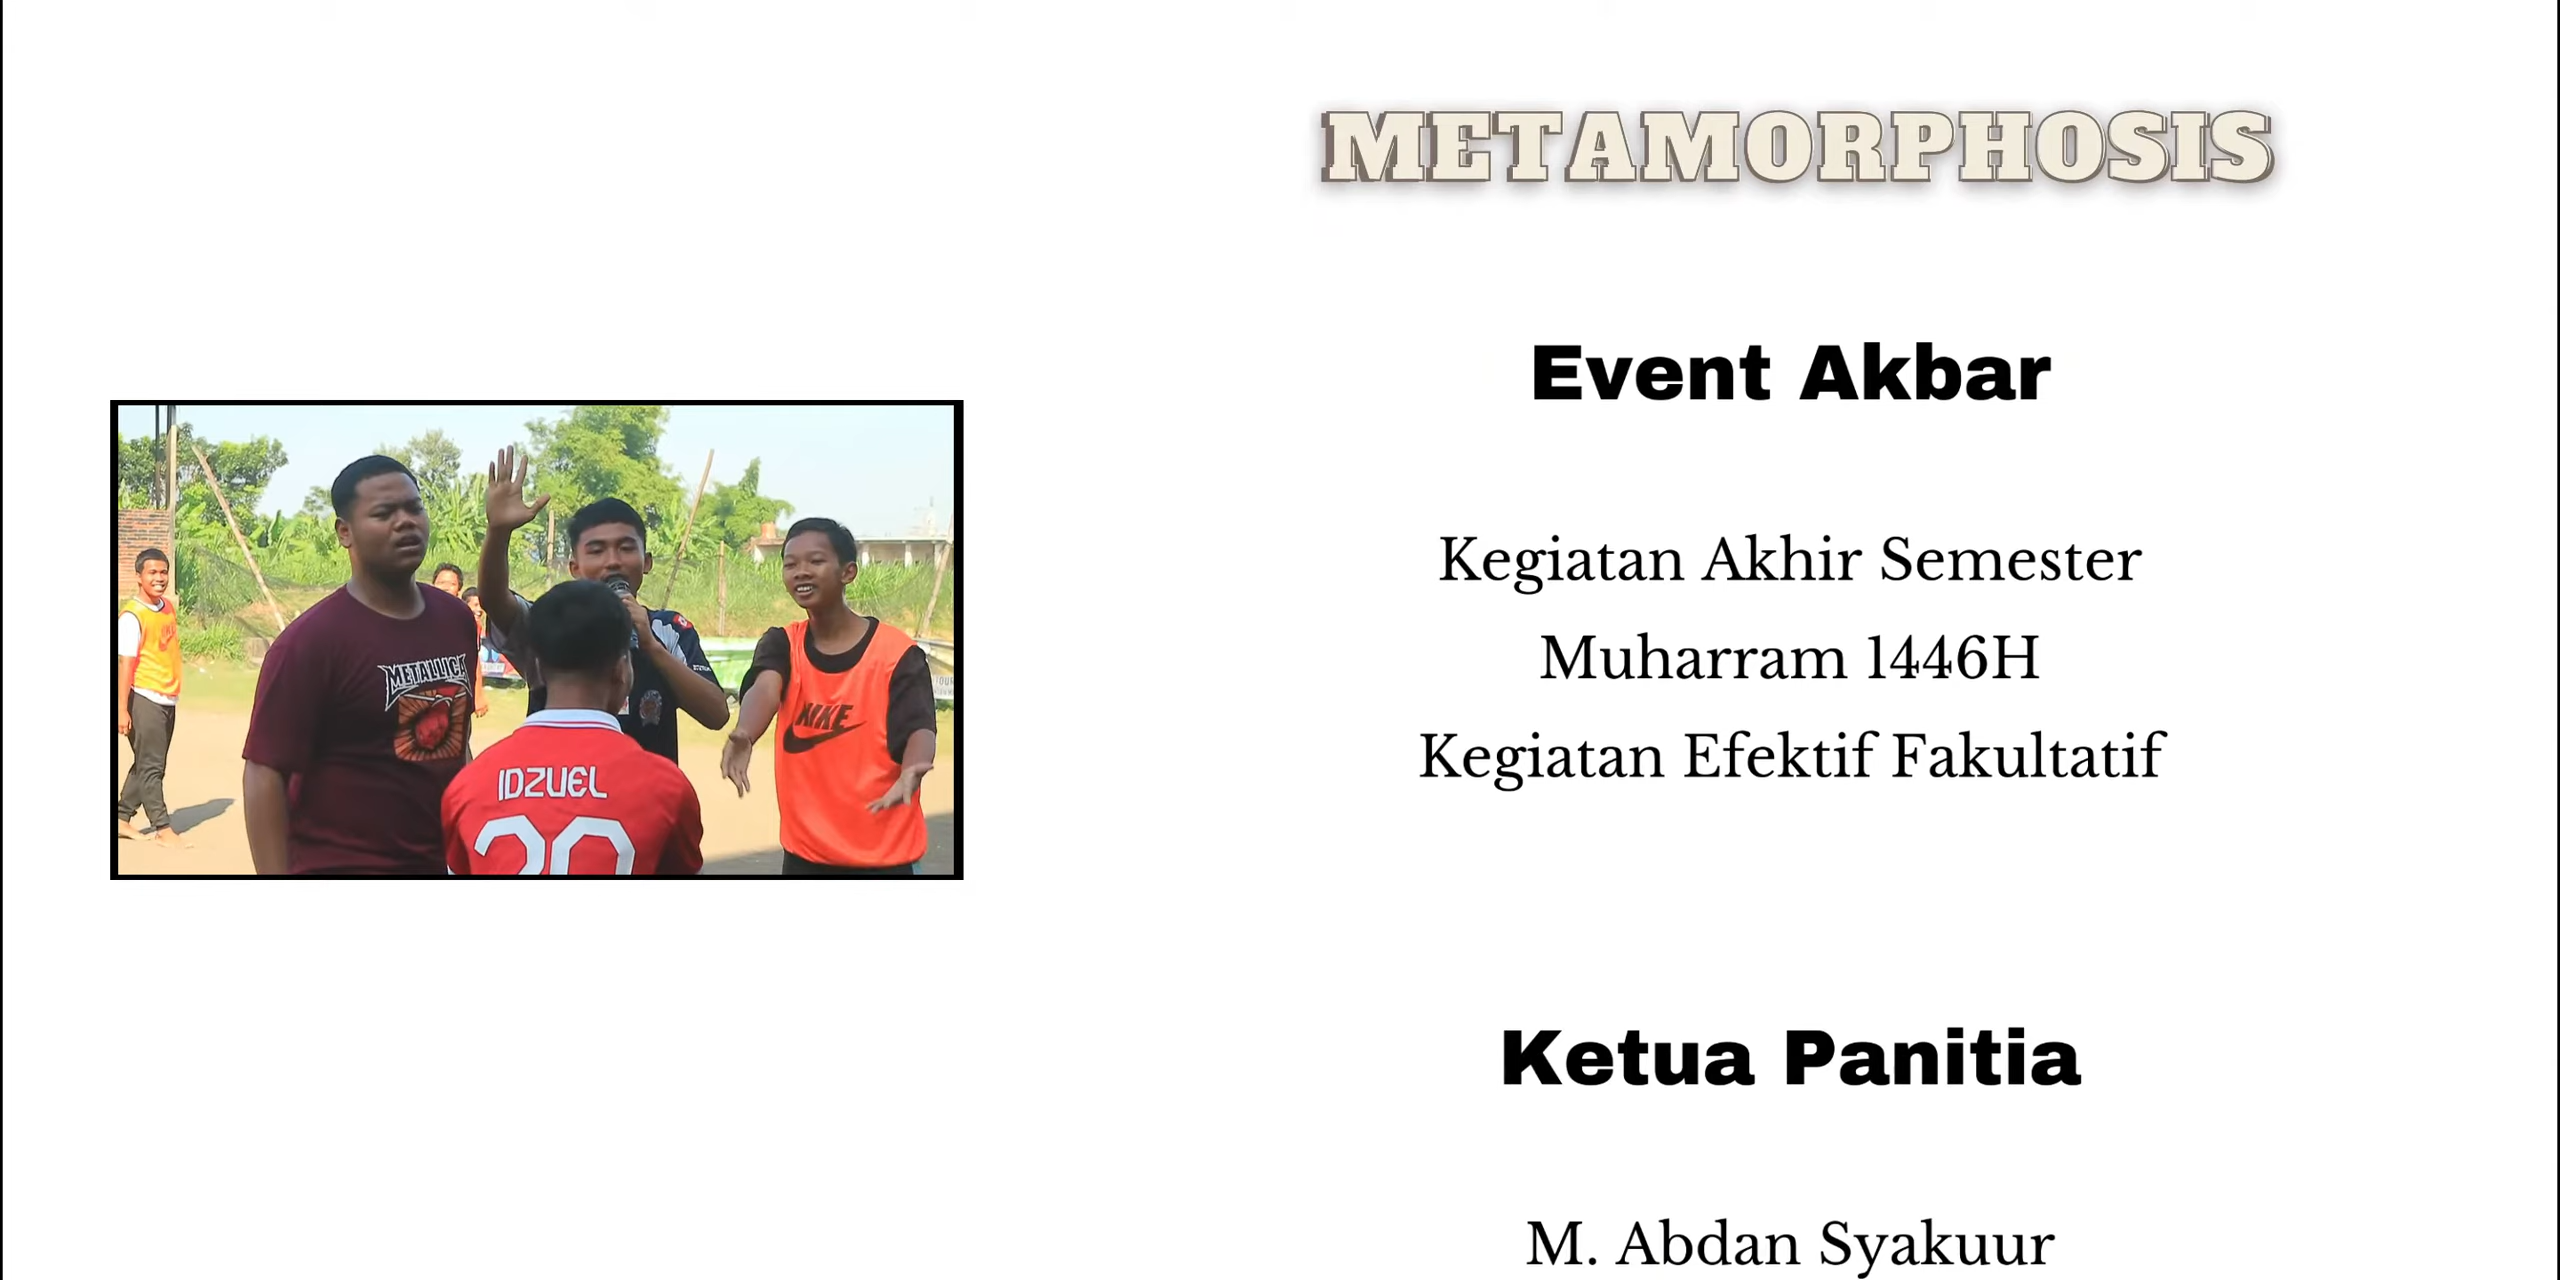 METAMORPHOSIS
Event Akbar
Kegiatan Akhir Semester
Muharram 1446H
Kegiatan Efektif Fakultatif
Ketua Panitia
M. Abdan Syakuur
METALLICA
NIKE
IDZUEL
20